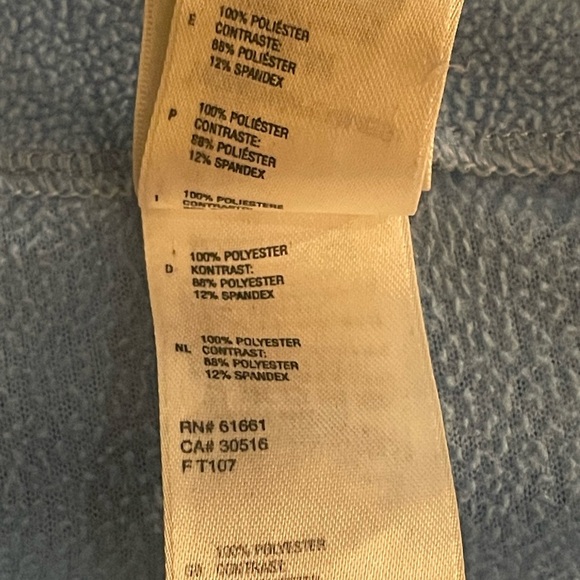 E 100% POLIÉSTER
CONTRASTE:
88% POLIÉSTER
12% SPANDEX
P 100% POLIÉSTER
CONTRASTE:
88% POLIÉSTER
12% SPANDEX
I 100% POLIESTERE
CONTRASTE:
D 100% POLYESTER
KONTRAST:
88% POLYESTER
12% SPANDEX
NL 100% POLYESTER
CONTRAST:
88% POLYESTER
12% SPANDEX
RN# 61661
CA# 30516
F T107
100% POLYESTER
KONTRAST